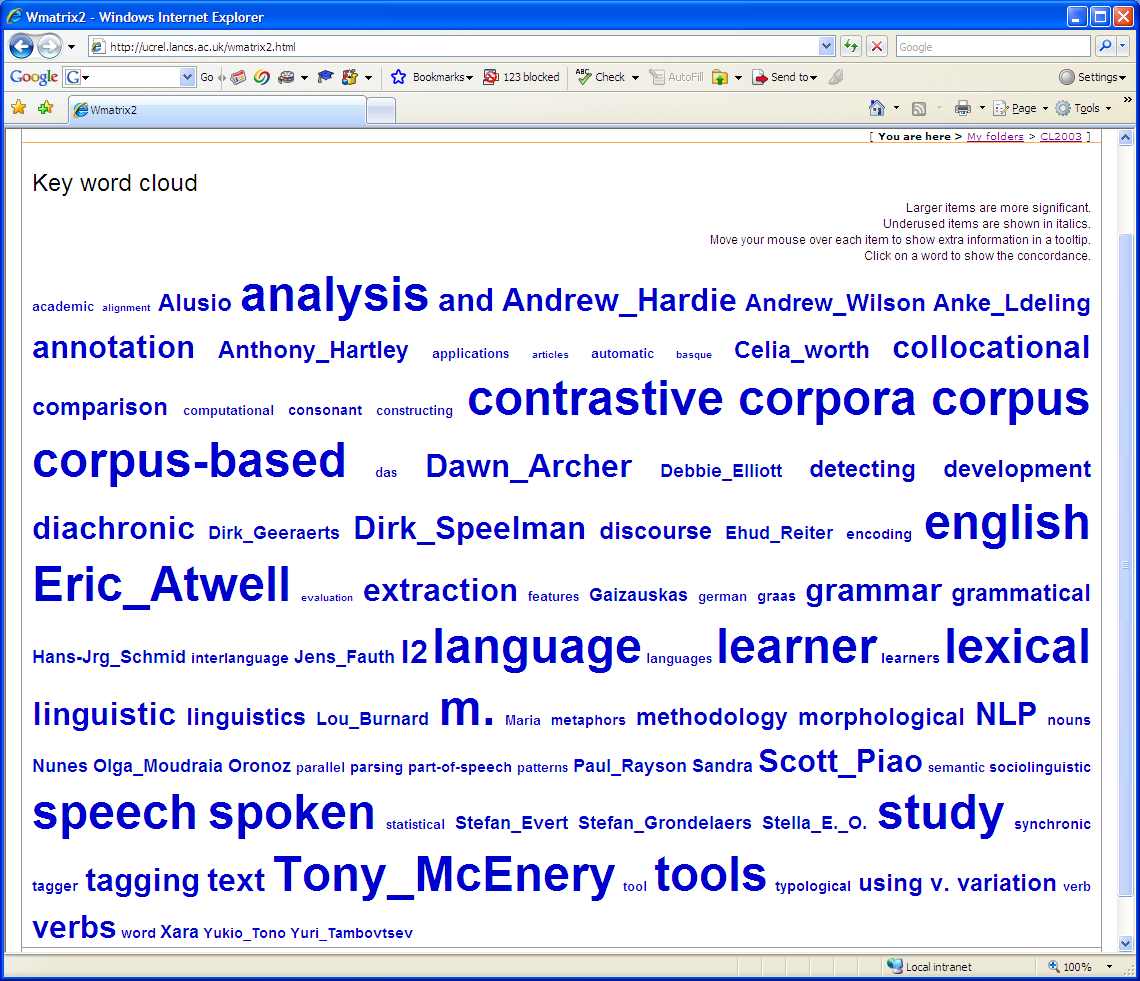 Wmatrix2 - Windows Internet Explorer
http://ucrel.lancs.ac.uk/wmatrix2.html
Google
Google G Go Bookmarks 123 blocked ABC Check AutoFill Send to Settings
Wmatrix2 Page Tools »
[ You are here > My folders > CL2003 ]
Key word cloud
Larger items are more significant.
Underused items are shown in italics.
Move your mouse over each item to show extra information in a tooltip.
Click on a word to show the concordance.
academic alignment Alusio analysis and Andrew_Hardie Andrew_Wilson Anke_Ldeling
annotation Anthony_Hartley applications articles automatic basque Celia_worth collocational
comparison computational consonant constructing contrastive corpora corpus
corpus-based das Dawn_Archer Debbie_Elliott detecting development
diachronic Dirk_Geeraerts Dirk_Speelman discourse Ehud_Reiter encoding english
Eric_Atwell evaluation extraction features Gaizauskas german graas grammar grammatical
Hans-Jrg_Schmid interlanguage Jens_Fauth l2 language languages learner learners lexical
linguistic linguistics Lou_Burnard m. Maria metaphors methodology morphological NLP nouns
Nunes Olga_Moudraia Oronoz parallel parsing part-of-speech patterns Paul_Rayson Sandra Scott_Piao semantic sociolinguistic
speech spoken statistical Stefan_Evert Stefan_Grondelaers Stella_E._O. study synchronic
tagger tagging text Tony_McEnery tool tools typological using v. variation verb
verbs word Xara Yukio_Tono Yuri_Tambovtsev
Local intranet 100%